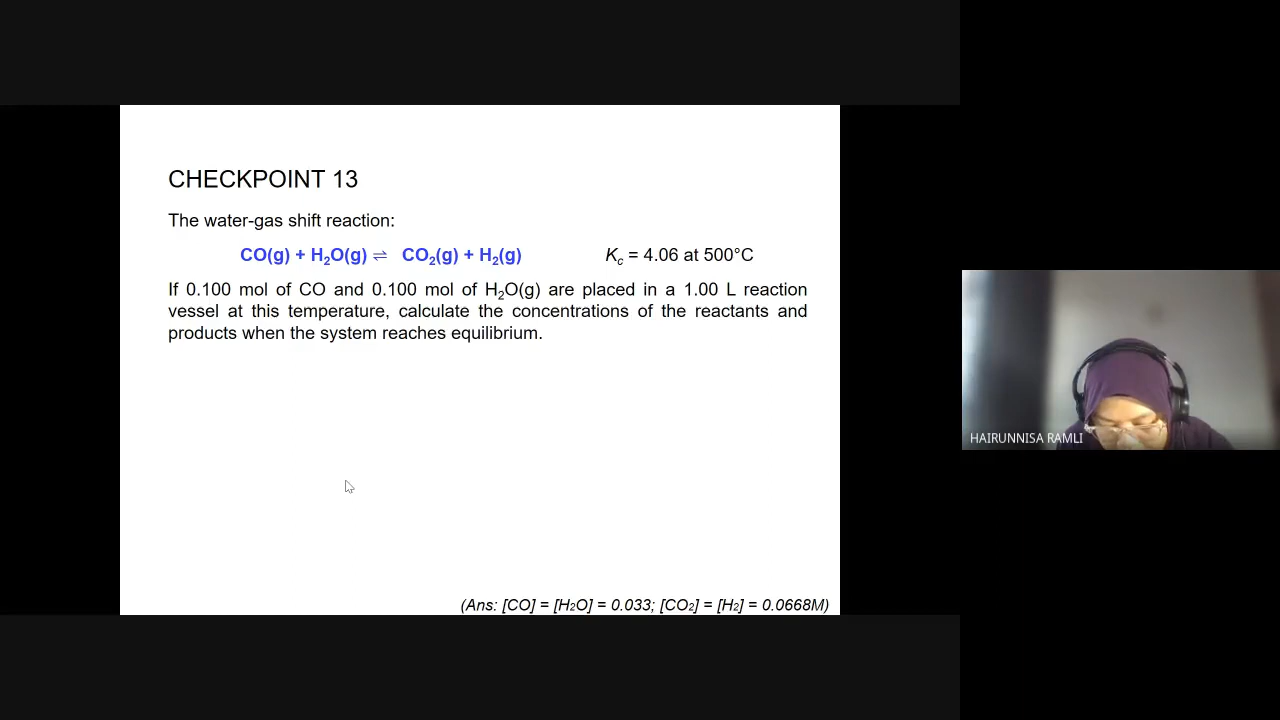 CHECKPOINT 13
The water-gas shift reaction:
CO(g) + H₂O(g) ⇌ CO₂(g) + H₂(g) K_c = 4.06 at 500°C
If 0.100 mol of CO and 0.100 mol of H₂O(g) are placed in a 1.00 L reaction
vessel at this temperature, calculate the concentrations of the reactants and
products when the system reaches equilibrium.
(Ans: [CO] = [H₂O] = 0.033; [CO₂] = [H₂] = 0.0668M)
HAIRUNNISA RAMLI